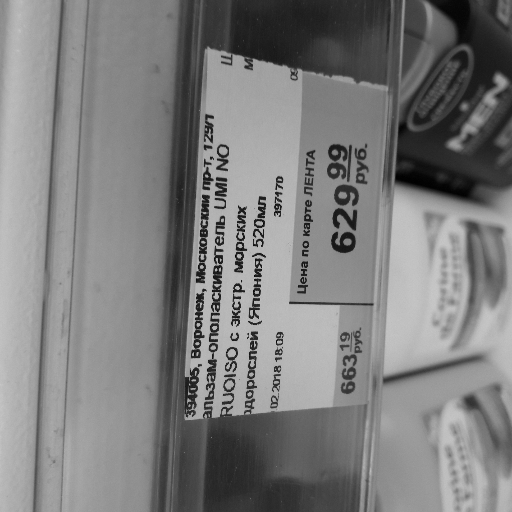 394005, Воронеж, Московский пр-т, 129/1
альзам-ополаскиватель UMI NO
RUOISO с экстр. морских
одорослей (Япония) 520мл
397170
02.2018 18:09
Цена по карте ЛЕНТА
629 99
руб.
663 19
руб.
MEN